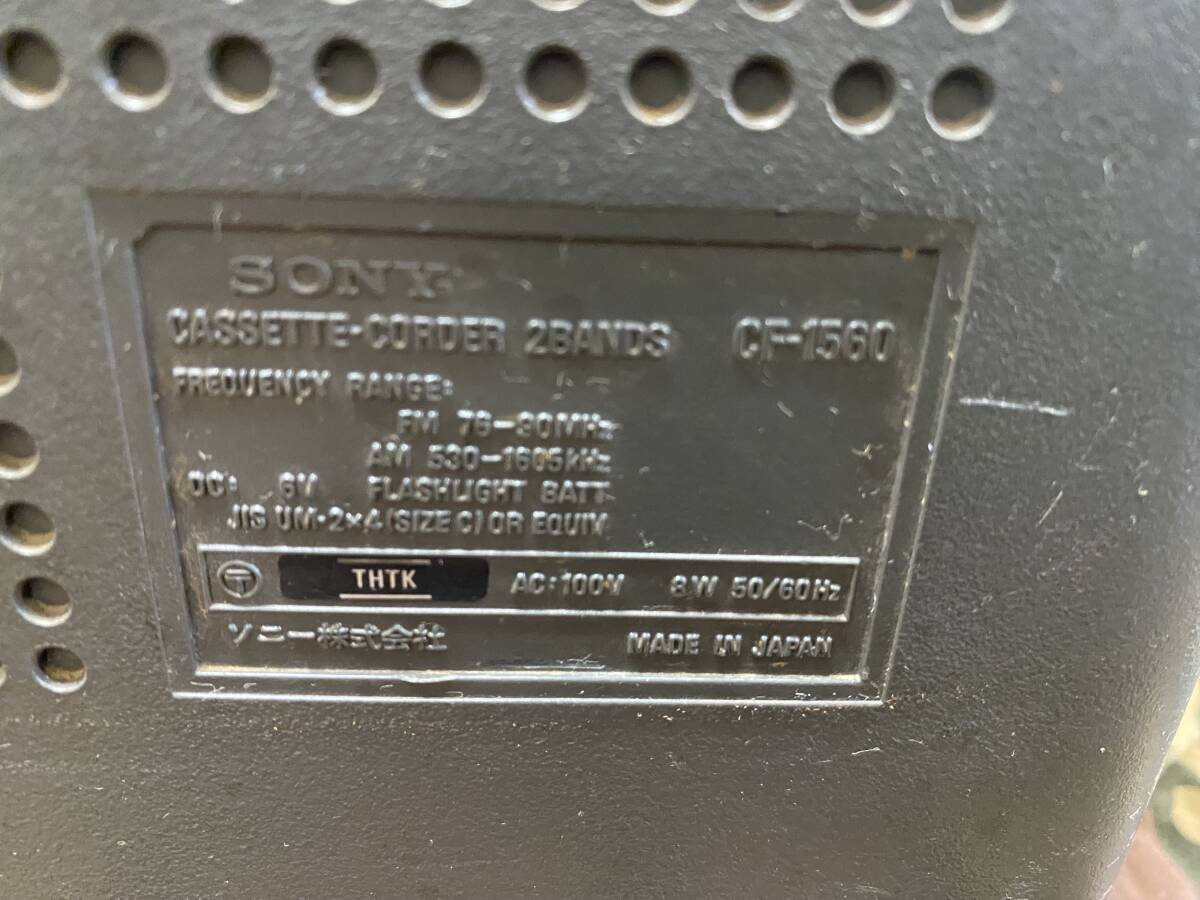 SONY
CASSETTE-CORDER 2BANDS CF-1560
FREQUENCY RANGE:
FM 76-90MHz
AM 530-1605kHz
DC: 6V FLASHLIGHT BATT
JIS UM-2×4 (SIZE C) OR EQUIV
〒 THTK AC:100V 8W 50/60Hz
ソニー株式会社 MADE IN JAPAN